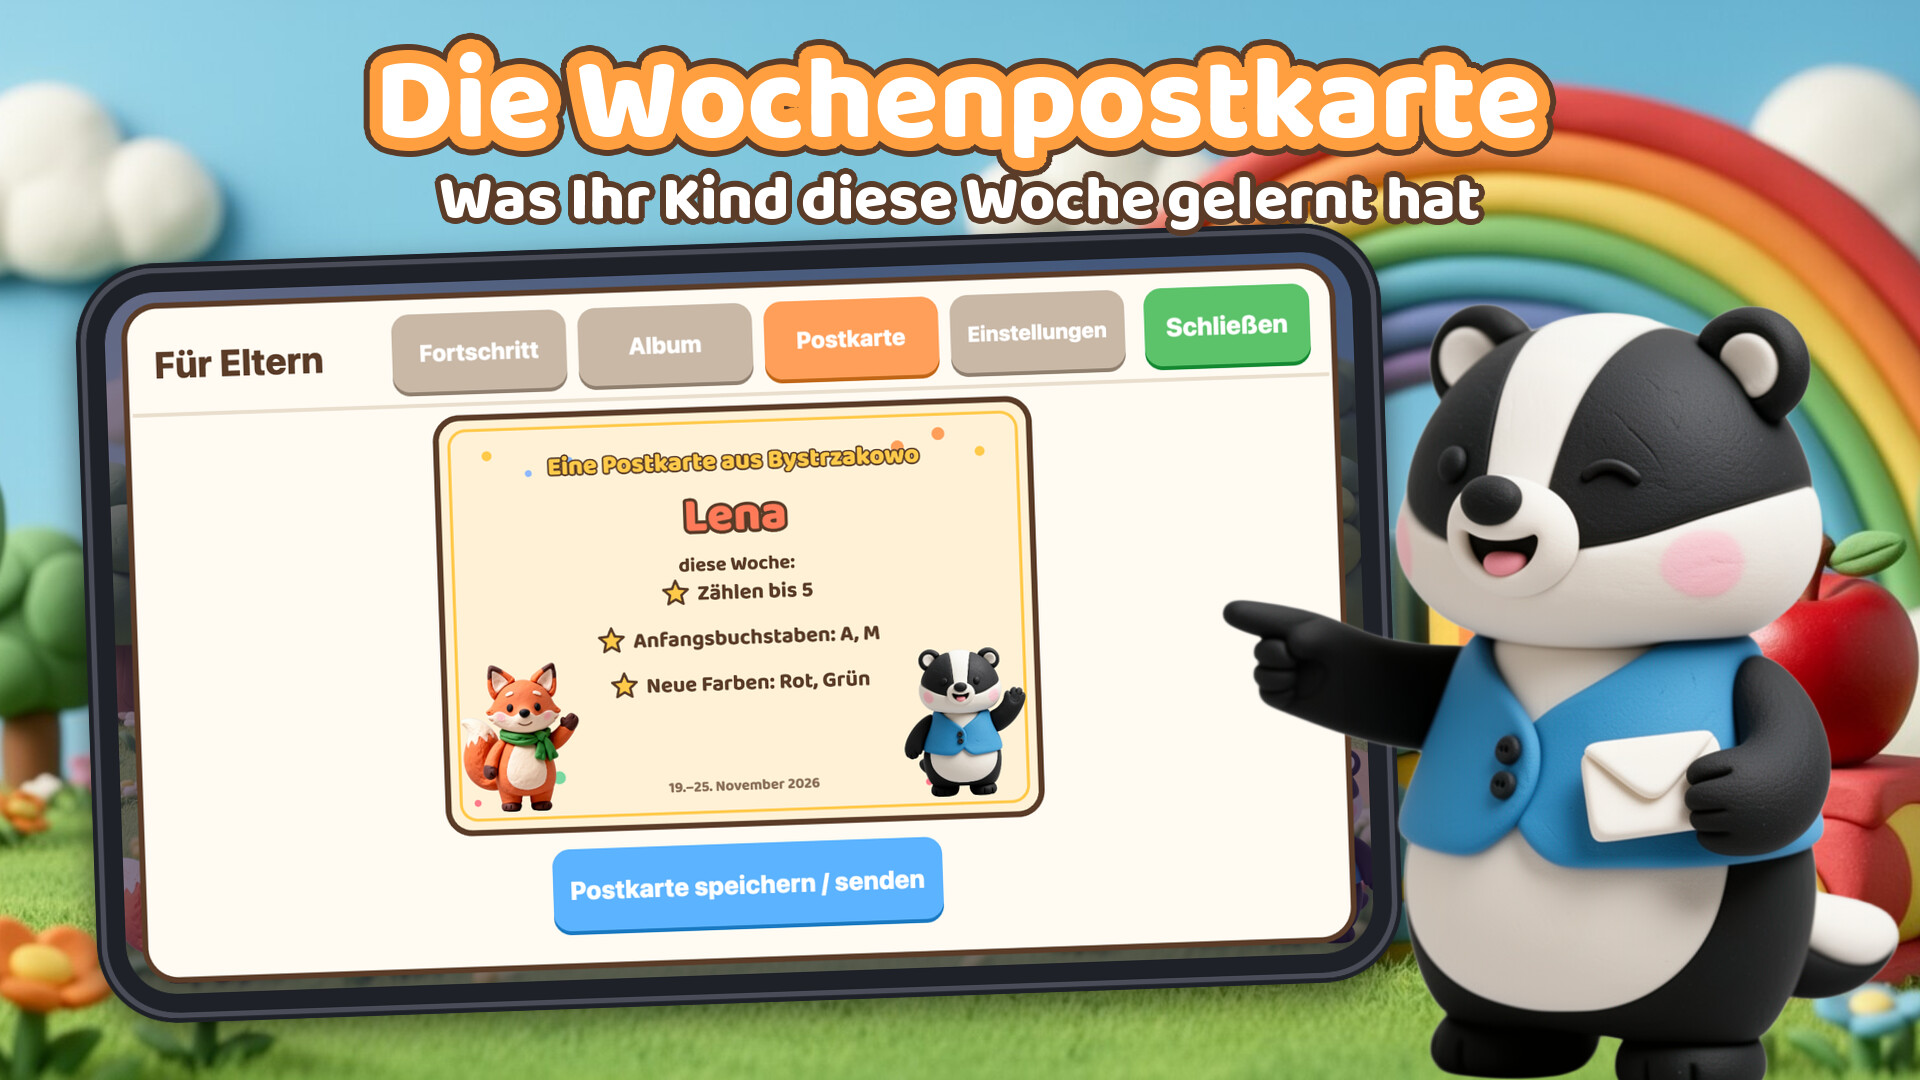 Die Wochenpostkarte
Was Ihr Kind diese Woche gelernt hat
Für Eltern
Fortschritt
Album
Postkarte
Einstellungen
Schließen
Eine Postkarte aus Bystrzakowo
Lena
diese Woche:
Zählen bis 5
Anfangsbuchstaben: A, M
Neue Farben: Rot, Grün
19.–25. November 2026
Postkarte speichern / senden